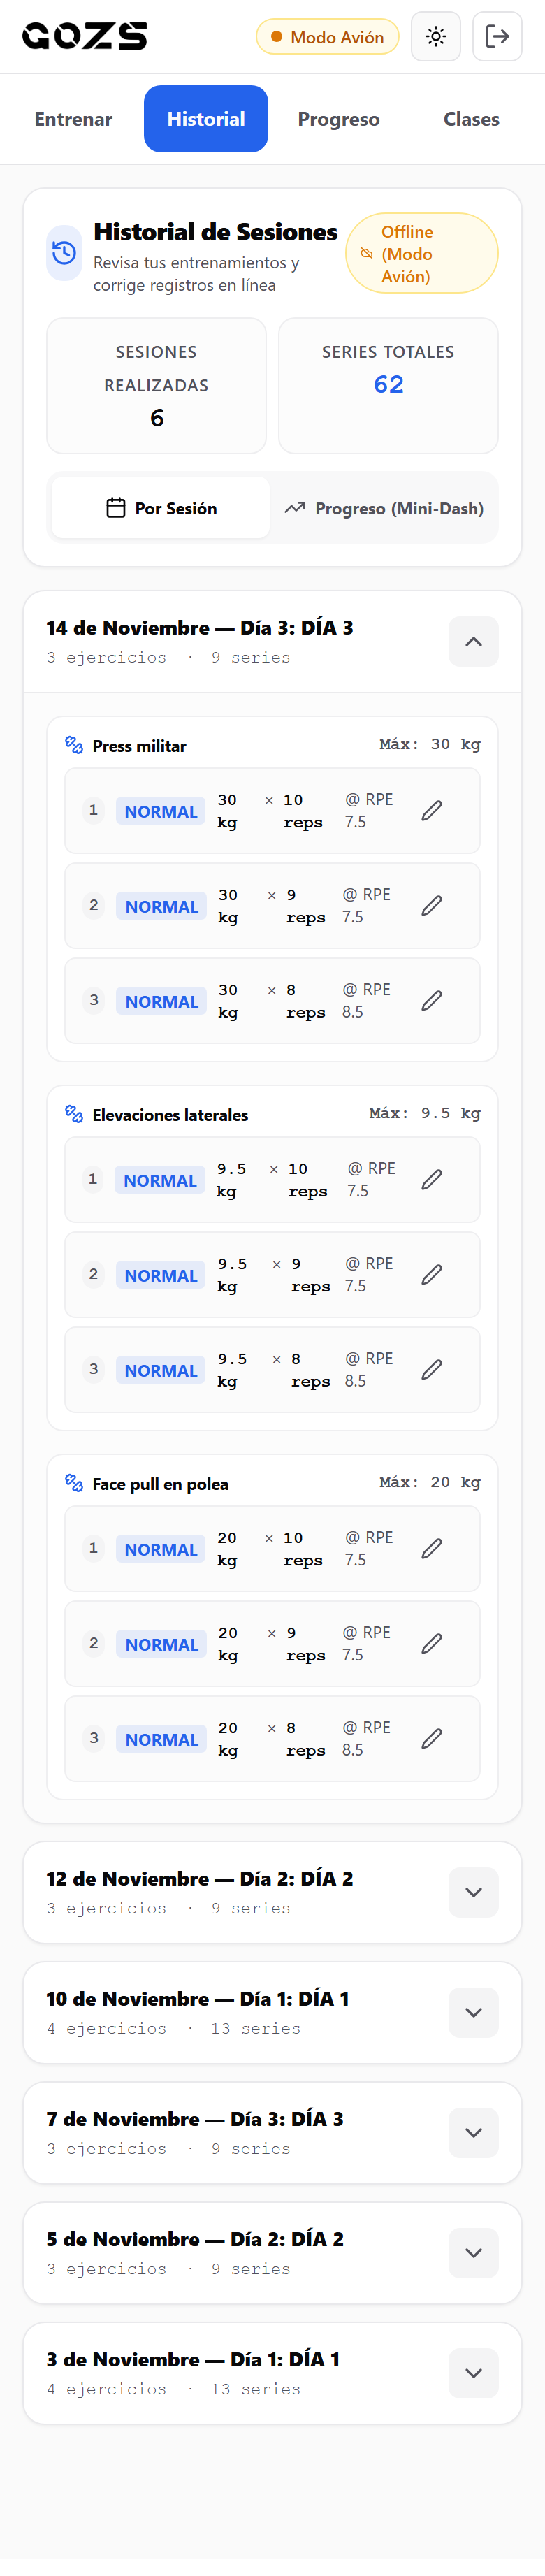 GOZS
Modo Avión
Entrenar
Historial
Progreso
Clases
Historial de Sesiones
Revisa tus entrenamientos y
corrige registros en línea
Offline
(Modo
Avión)
SESIONES
REALIZADAS
6
SERIES TOTALES
62
Por Sesión
Progreso (Mini-Dash)
14 de Noviembre — Día 3: DÍA 3
3 ejercicios · 9 series
Press militar
Máx: 30 kg
1 NORMAL 30 kg × 10 reps @ RPE 7.5
2 NORMAL 30 kg × 9 reps @ RPE 7.5
3 NORMAL 30 kg × 8 reps @ RPE 8.5
Elevaciones laterales
Máx: 9.5 kg
1 NORMAL 9.5 kg × 10 reps @ RPE 7.5
2 NORMAL 9.5 kg × 9 reps @ RPE 7.5
3 NORMAL 9.5 kg × 8 reps @ RPE 8.5
Face pull en polea
Máx: 20 kg
1 NORMAL 20 kg × 10 reps @ RPE 7.5
2 NORMAL 20 kg × 9 reps @ RPE 7.5
3 NORMAL 20 kg × 8 reps @ RPE 8.5
12 de Noviembre — Día 2: DÍA 2
3 ejercicios · 9 series
10 de Noviembre — Día 1: DÍA 1
4 ejercicios · 13 series
7 de Noviembre — Día 3: DÍA 3
3 ejercicios · 9 series
5 de Noviembre — Día 2: DÍA 2
3 ejercicios · 9 series
3 de Noviembre — Día 1: DÍA 1
4 ejercicios · 13 series